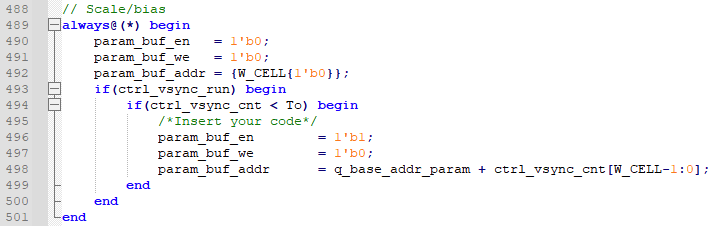 488 // Scale/bias
489 always@(*) begin
490 param_buf_en = 1'b0;
491 param_buf_we = 1'b0;
492 param_buf_addr = {W_CELL{1'b0}};
493 if(ctrl_vsync_run) begin
494 if(ctrl_vsync_cnt < To) begin
495 /*Insert your code*/
496 param_buf_en = 1'b1;
497 param_buf_we = 1'b0;
498 param_buf_addr = q_base_addr_param + ctrl_vsync_cnt[W_CELL-1:0];
499 end
500 end
501 end